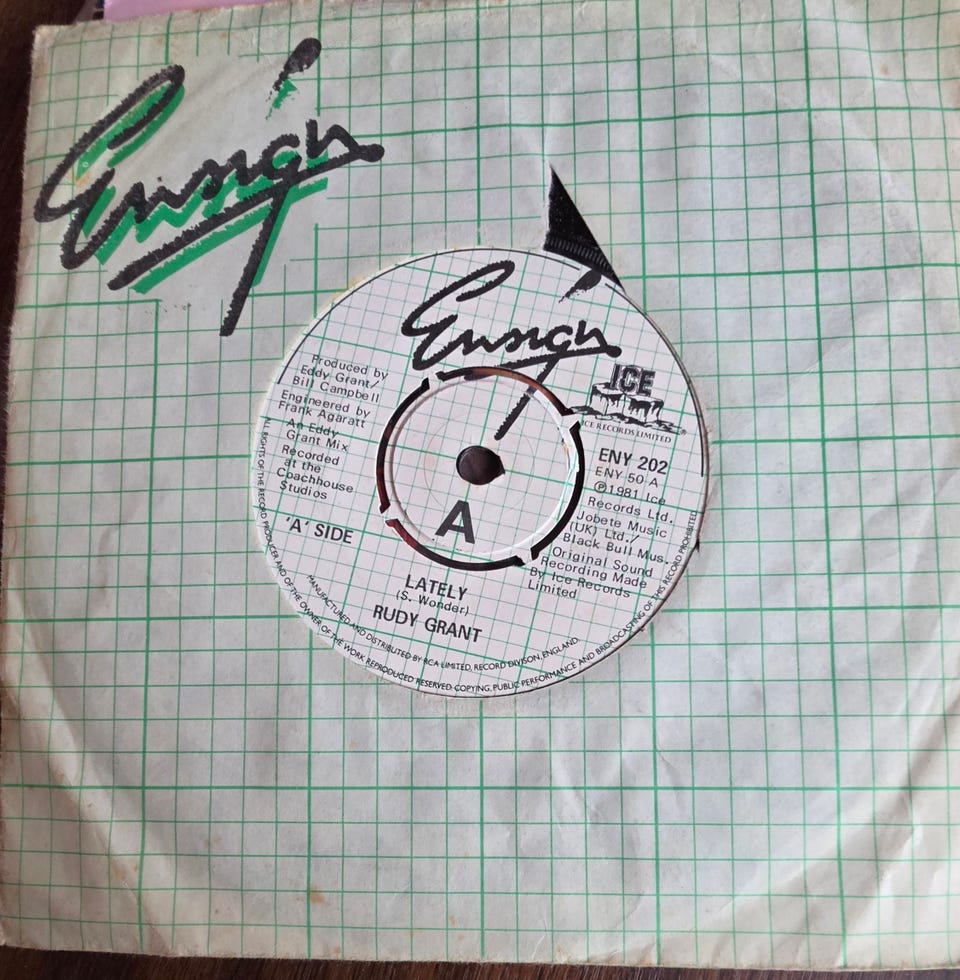 Ensign
Ensign
Produced by
Eddy Grant/
Bill Campbell
Engineered by
Frank Agaratt
An Eddy
Grant Mix
Recorded
at the
Coachhouse
Studios
'A' SIDE
A
ICE
ICE RECORDS LIMITED
ENY 202
ENY 50 A
℗1981 Ice
Records Ltd.
Jobete Music
(UK) Ltd./
Black Bull Mus.
Original Sound
Recording Made
By Ice Records
Limited
LATELY
(S. Wonder)
RUDY GRANT
MANUFACTURED AND DISTRIBUTED BY RCA LIMITED, RECORD DIVISON, ENGLAND.
ALL RIGHTS OF THE RECORD PRODUCER AND OF THE OWNER OF THE WORK REPRODUCED RESERVED. COPYING, PUBLIC PERFORMANCE AND BROADCASTING OF THIS RECORD PROHIBITED